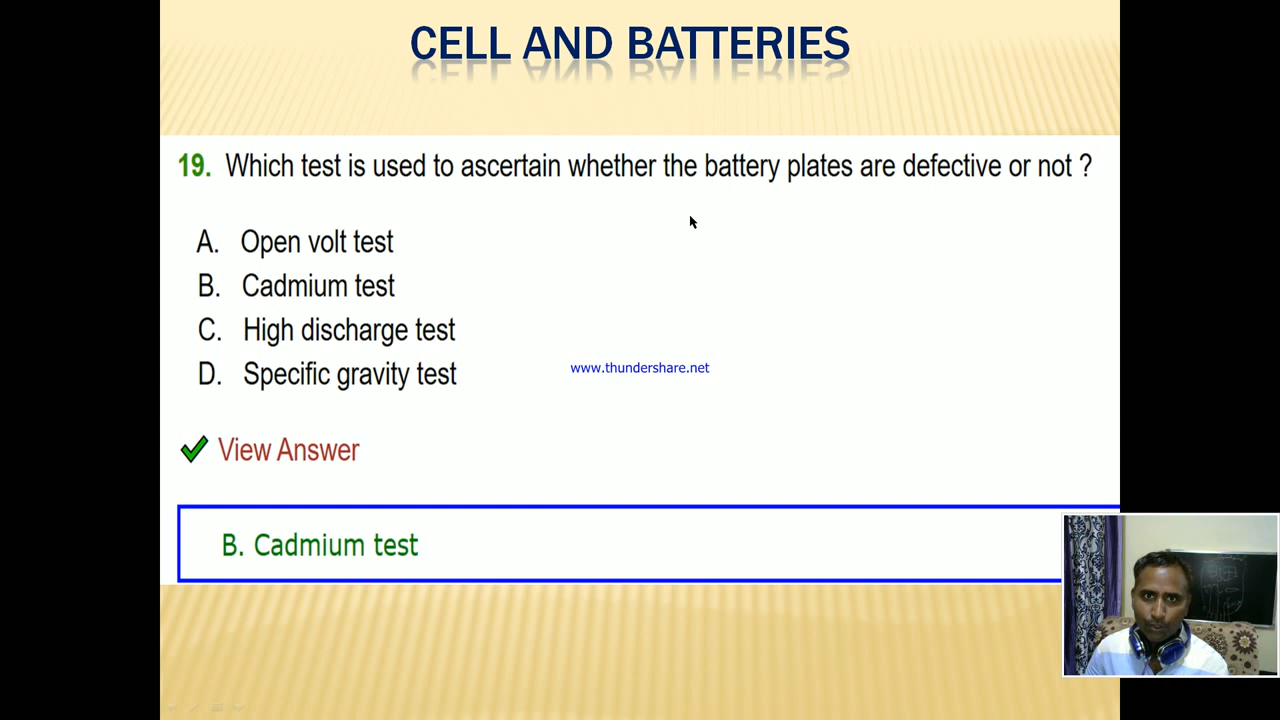 CELL AND BATTERIES
19. Which test is used to ascertain whether the battery plates are defective or not ?
A. Open volt test
B. Cadmium test
C. High discharge test
D. Specific gravity test
www.thundershare.net
View Answer
B. Cadmium test